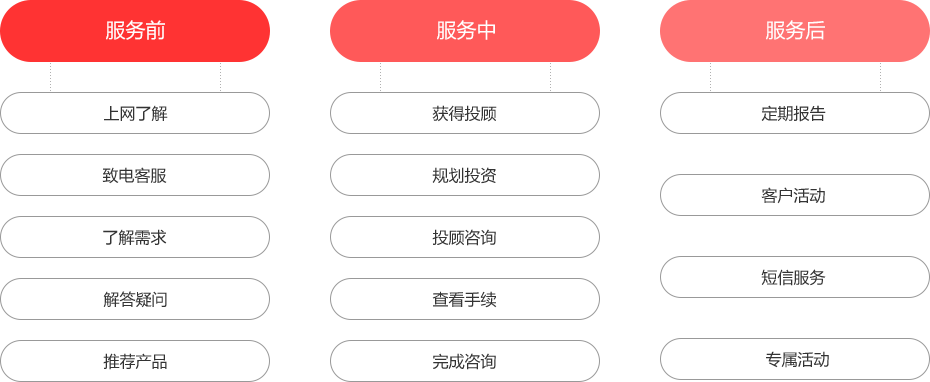 服务前
上网了解
致电客服
了解需求
解答疑问
推荐产品
服务中
获得投顾
规划投资
投顾咨询
查看手续
完成咨询
服务后
定期报告
客户活动
短信服务
专属活动